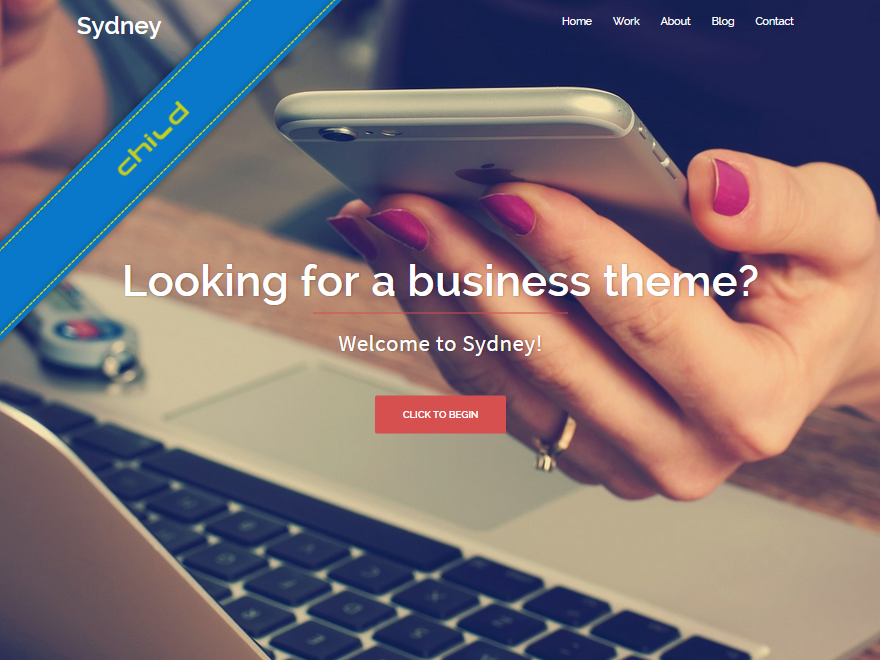 Sydney
Home Work About Blog Contact
chiLd
Looking for a business theme?
Welcome to Sydney!
CLICK TO BEGIN